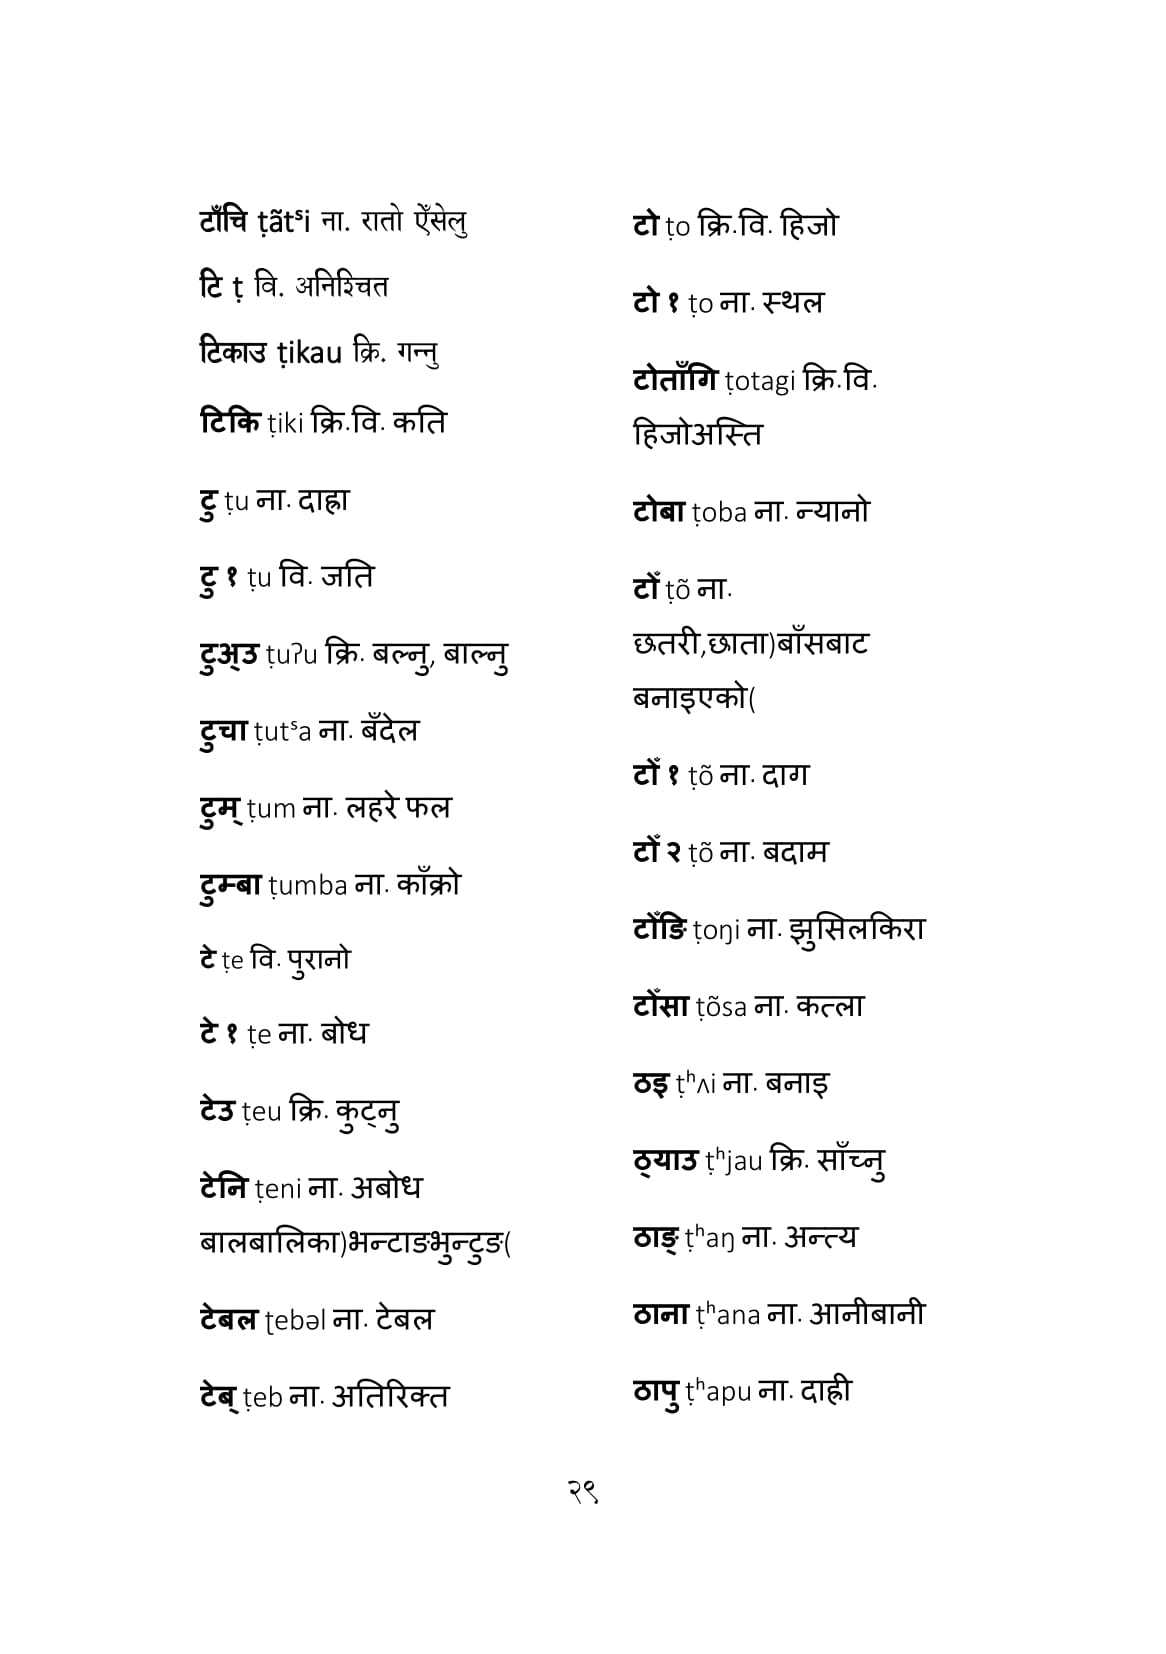 टाँचि ṭãtˢi ना. रातो ऐँसेलु
टि ṭ वि. अनिश्चित
टिकाउ ṭikau क्रि. गन्नु
टिकि ṭiki क्रि.वि. कति
टु ṭu ना. दाह्रा
टु १ ṭu वि. जति
टुअ्उ ṭuʔu क्रि. बल्नु, बाल्नु
टुचा ṭutˢa ना. बँदेल
टुम् ṭum ना. लहरे फल
टुम्बा ṭumba ना. काँक्रो
टे ṭe वि. पुरानो
टे १ ṭe ना. बोध
टेउ ṭeu क्रि. कुट्नु
टेनि ṭeni ना. अबोध
बालबालिका)भन्टाङभुन्टुङ(
टेबल ʈebəl ना. टेबल
टेब् ṭeb ना. अतिरिक्त
टो ṭo क्रि.वि. हिजो
टो १ ṭo ना. स्थल
टोताँगि ṭotagi क्रि.वि.
हिजोअस्ति
टोबा ṭoba ना. न्यानो
टोँ ṭõ ना.
छतरी,छाता)बाँसबाट
बनाइएको(
टोँ १ ṭõ ना. दाग
टोँ २ ṭõ ना. बदाम
टोँङि ṭoŋi ना. झुसिलकिरा
टोँसा ṭõsa ना. कत्ला
ठइ ṭʰʌi ना. बनाइ
ठ्याउ ṭʰjau क्रि. साँच्नु
ठाङ् ṭʰaŋ ना. अन्त्य
ठाना ṭʰana ना. आनीबानी
ठापु ṭʰapu ना. दाह्री
२९